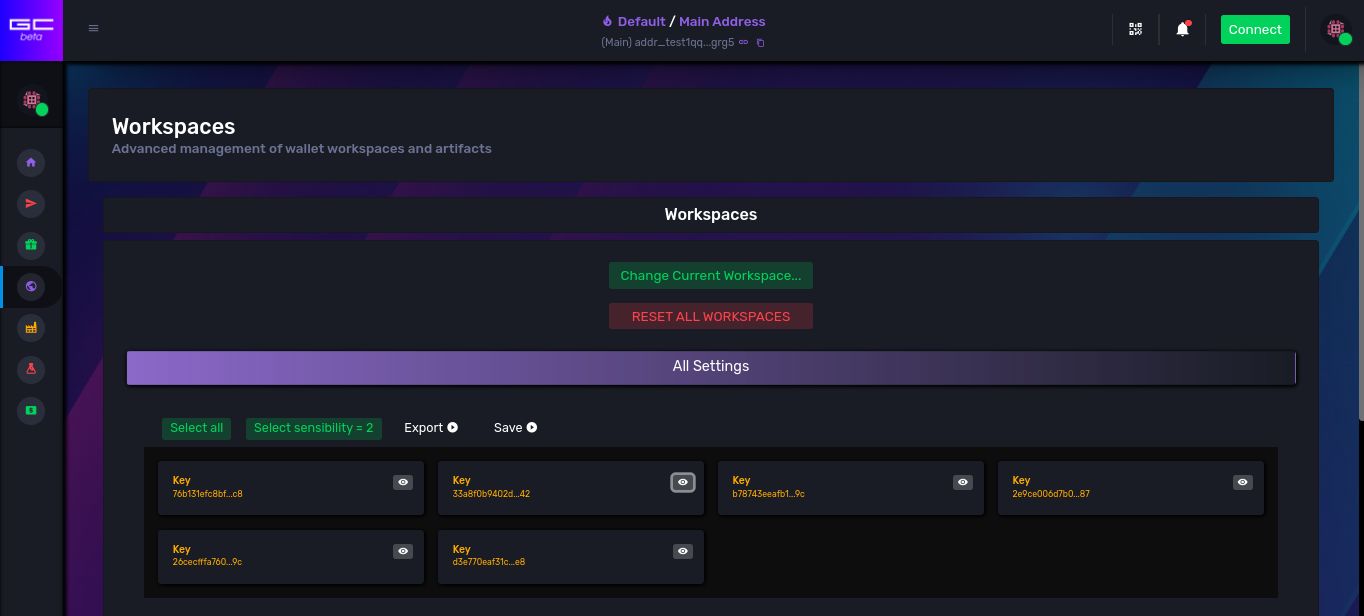 GC
beta
Default / Main Address
(Main) addr_test1qq...grg5
Connect
Workspaces
Advanced management of wallet workspaces and artifacts
Workspaces
Change Current Workspace...
RESET ALL WORKSPACES
All Settings
Select all
Select sensibility = 2
Export
Save
Key
76b131efc8bf...c8
Key
33a8f0b9402d...42
Key
b78743eeafb1...9c
Key
2e9ce006d7b0...87
Key
26cecfffa760...9c
Key
d3e770eaf31c...e8